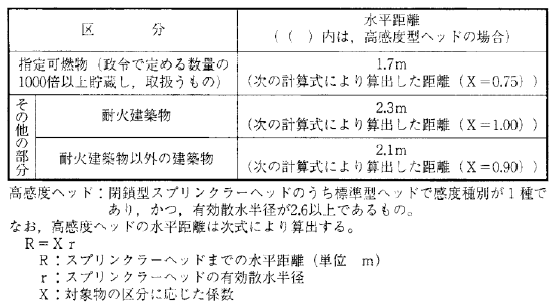 区　　分
水平距離
(（　）内は，高感度型ヘッドの場合)
指定可燃物（政令で定める数量の
1000倍以上貯蔵し，取扱うもの）
1.7m
(次の計算式により算出した距離（X＝0.75）)
その他の部分
耐火建築物
2.3m
(次の計算式により算出した距離（X＝1.00）)
耐火建築物以外の建築物
2.1m
(次の計算式により算出した距離（X＝0.90）)
高感度ヘッド：閉鎖型スプリンクラーヘッドのうち標準型ヘッドで感度種別が１種で
あり，かつ，有効散水半径が2.6以上であるもの。
なお，高感度ヘッドの水平距離は次式により算出する。
R＝X r
R：スプリンクラーヘッドまでの水平距離（単位　m）
r：スプリンクラーヘッドの有効散水半径
X：対象物の区分に応じた係数